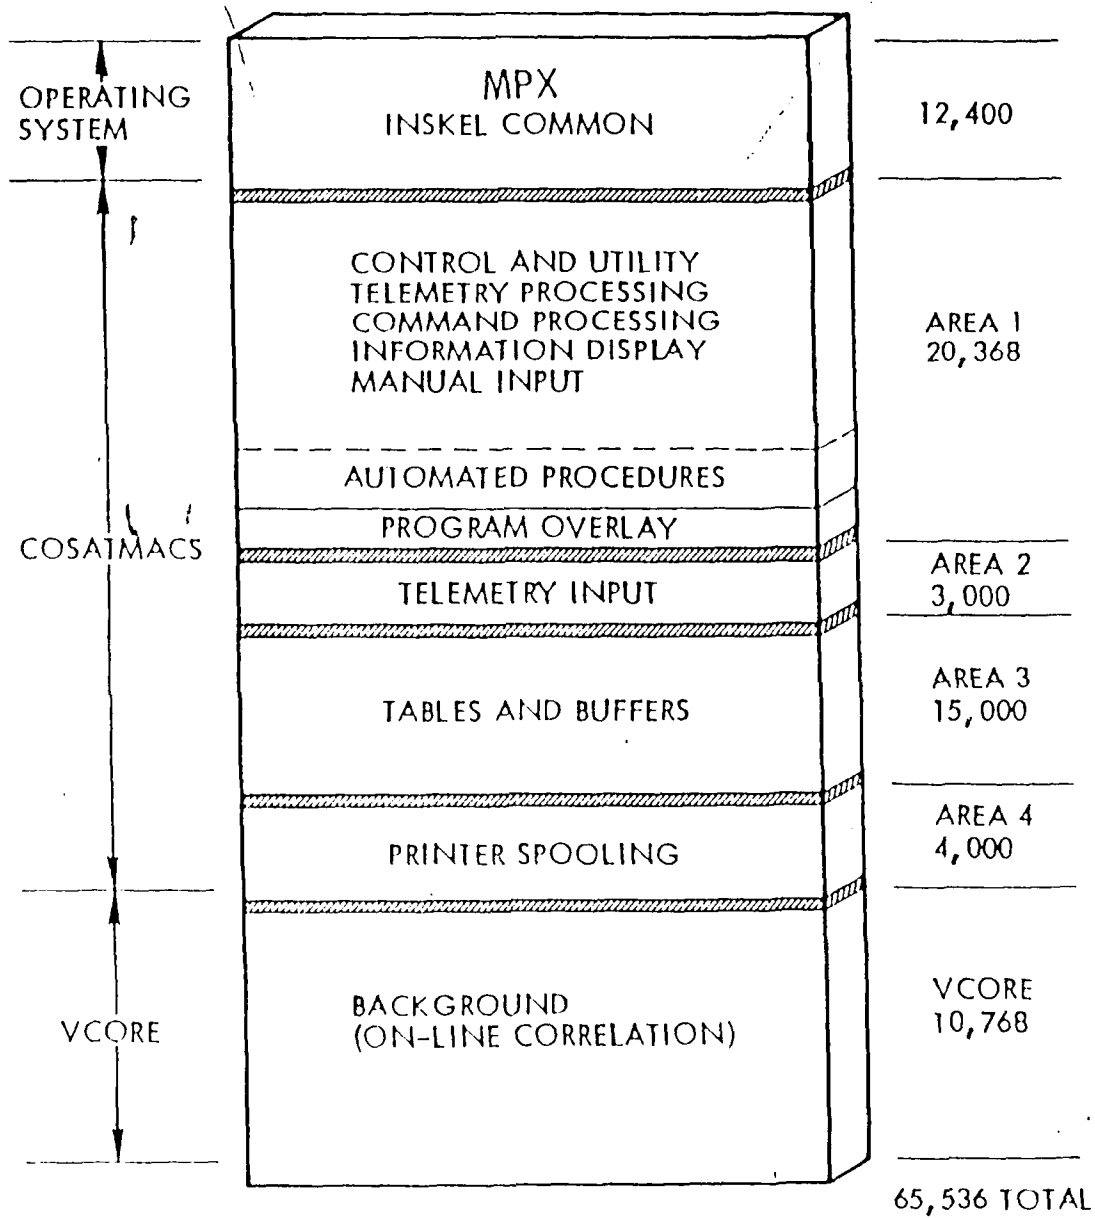 OPERATING
SYSTEM
MPX
INSKEL COMMON
12,400
CONTROL AND UTILITY
TELEMETRY PROCESSING
COMMAND PROCESSING
INFORMATION DISPLAY
MANUAL INPUT
AREA 1
20,368
AUTOMATED PROCEDURES
PROGRAM OVERLAY
COSATMACS
TELEMETRY INPUT
AREA 2
3,000
TABLES AND BUFFERS
AREA 3
15,000
PRINTER SPOOLING
AREA 4
4,000
VCORE
BACKGROUND
(ON-LINE CORRELATION)
VCORE
10,768
65,536 TOTAL